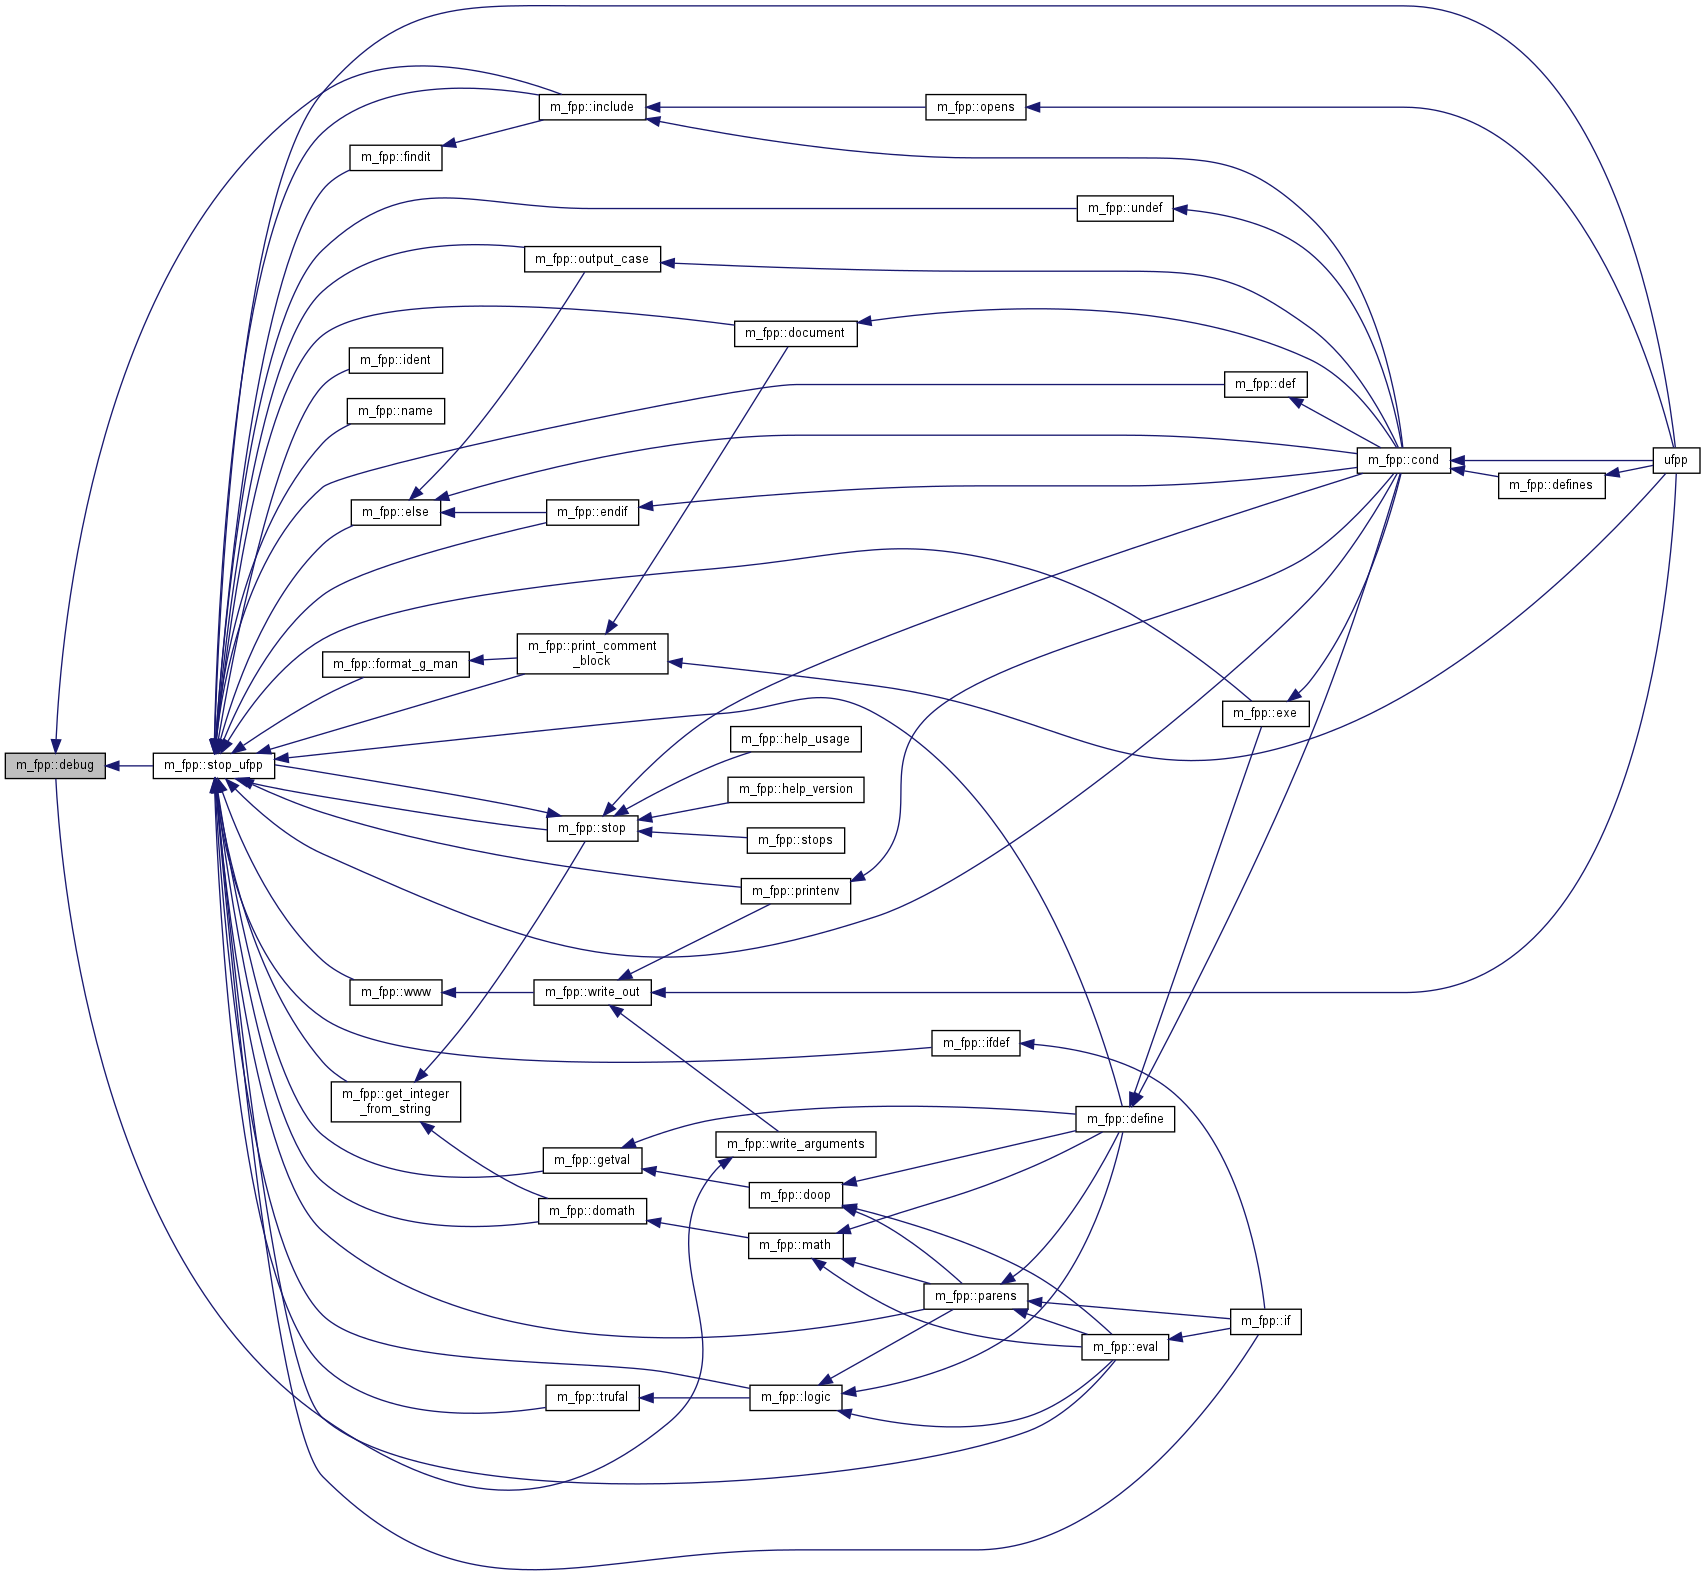 m_fpp::include
m_fpp::opens
m_fpp::findit
m_fpp::undef
m_fpp::output_case
m_fpp::document
m_fpp::ident
m_fpp::def
m_fpp::name
m_fpp::cond
ufpp
m_fpp::defines
m_fpp::else
m_fpp::endif
m_fpp::print_comment
_block
m_fpp::format_g_man
m_fpp::exe
m_fpp::help_usage
m_fpp::debug
m_fpp::stop_ufpp
m_fpp::help_version
m_fpp::stop
m_fpp::stops
m_fpp::printenv
m_fpp::www
m_fpp::write_out
m_fpp::ifdef
m_fpp::get_integer
_from_string
m_fpp::define
m_fpp::write_arguments
m_fpp::getval
m_fpp::doop
m_fpp::domath
m_fpp::math
m_fpp::parens
m_fpp::if
m_fpp::eval
m_fpp::trufal
m_fpp::logic